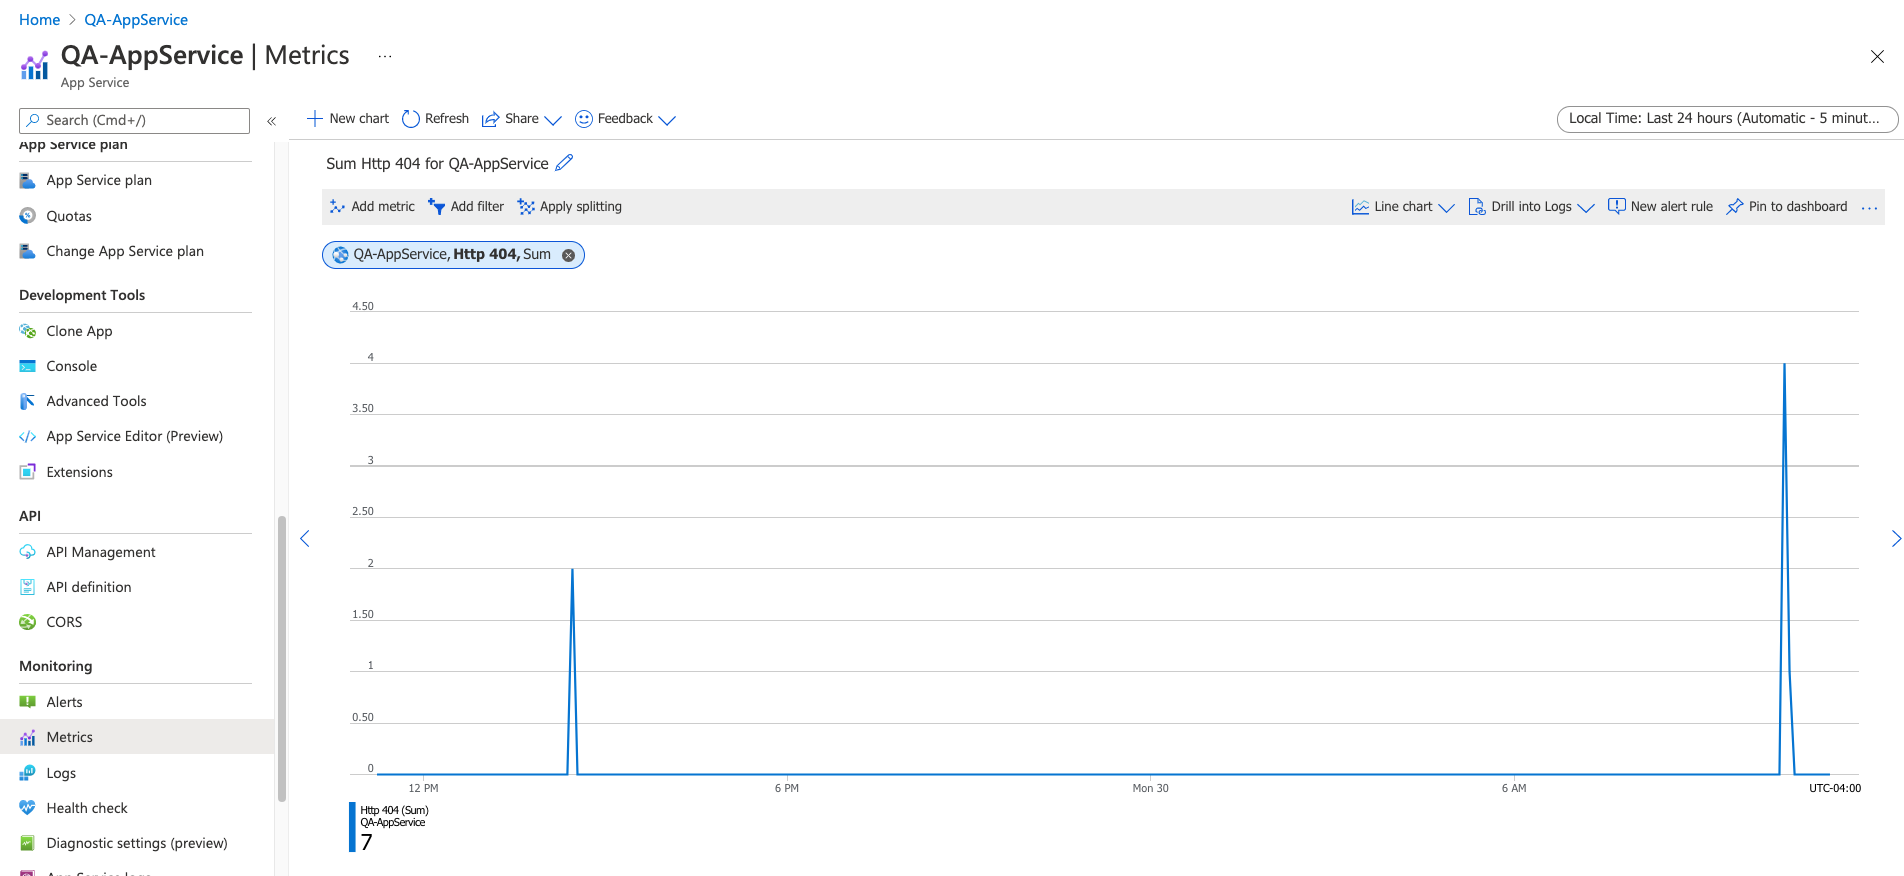 Home > QA-AppService
QA-AppService | Metrics ...
App Service
Search (Cmd+/)
«
App Service plan
App Service plan
Quotas
Change App Service plan
Development Tools
Clone App
Console
Advanced Tools
App Service Editor (Preview)
Extensions
API
API Management
API definition
CORS
Monitoring
Alerts
Metrics
Logs
Health check
Diagnostic settings (preview)
App Service logs
New chart Refresh Share Feedback
Local Time: Last 24 hours (Automatic - 5 minut...
Sum Http 404 for QA-AppService
Add metric Add filter Apply splitting Line chart Drill into Logs New alert rule Pin to dashboard ...
QA-AppService, Http 404, Sum
4.50
4
3.50
3
2.50
2
1.50
1
0.50
0
12 PM 6 PM Mon 30 6 AM UTC-04:00
Http 404 (Sum)
QA-AppService
7